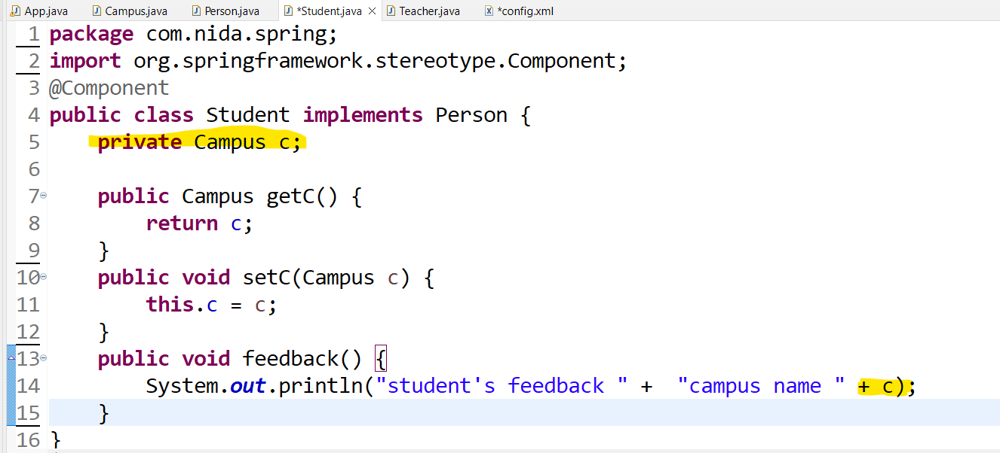 App.java Campus.java Person.java *Student.java Teacher.java *config.xml
1 package com.nida.spring;
2 import org.springframework.stereotype.Component;
3 @Component
4 public class Student implements Person {
5 private Campus c;
6
7 public Campus getC() {
8 return c;
9 }
10 public void setC(Campus c) {
11 this.c = c;
12 }
13 public void feedback() {
14 System.out.println("student's feedback " +  "campus name " + c);
15 }
16 }